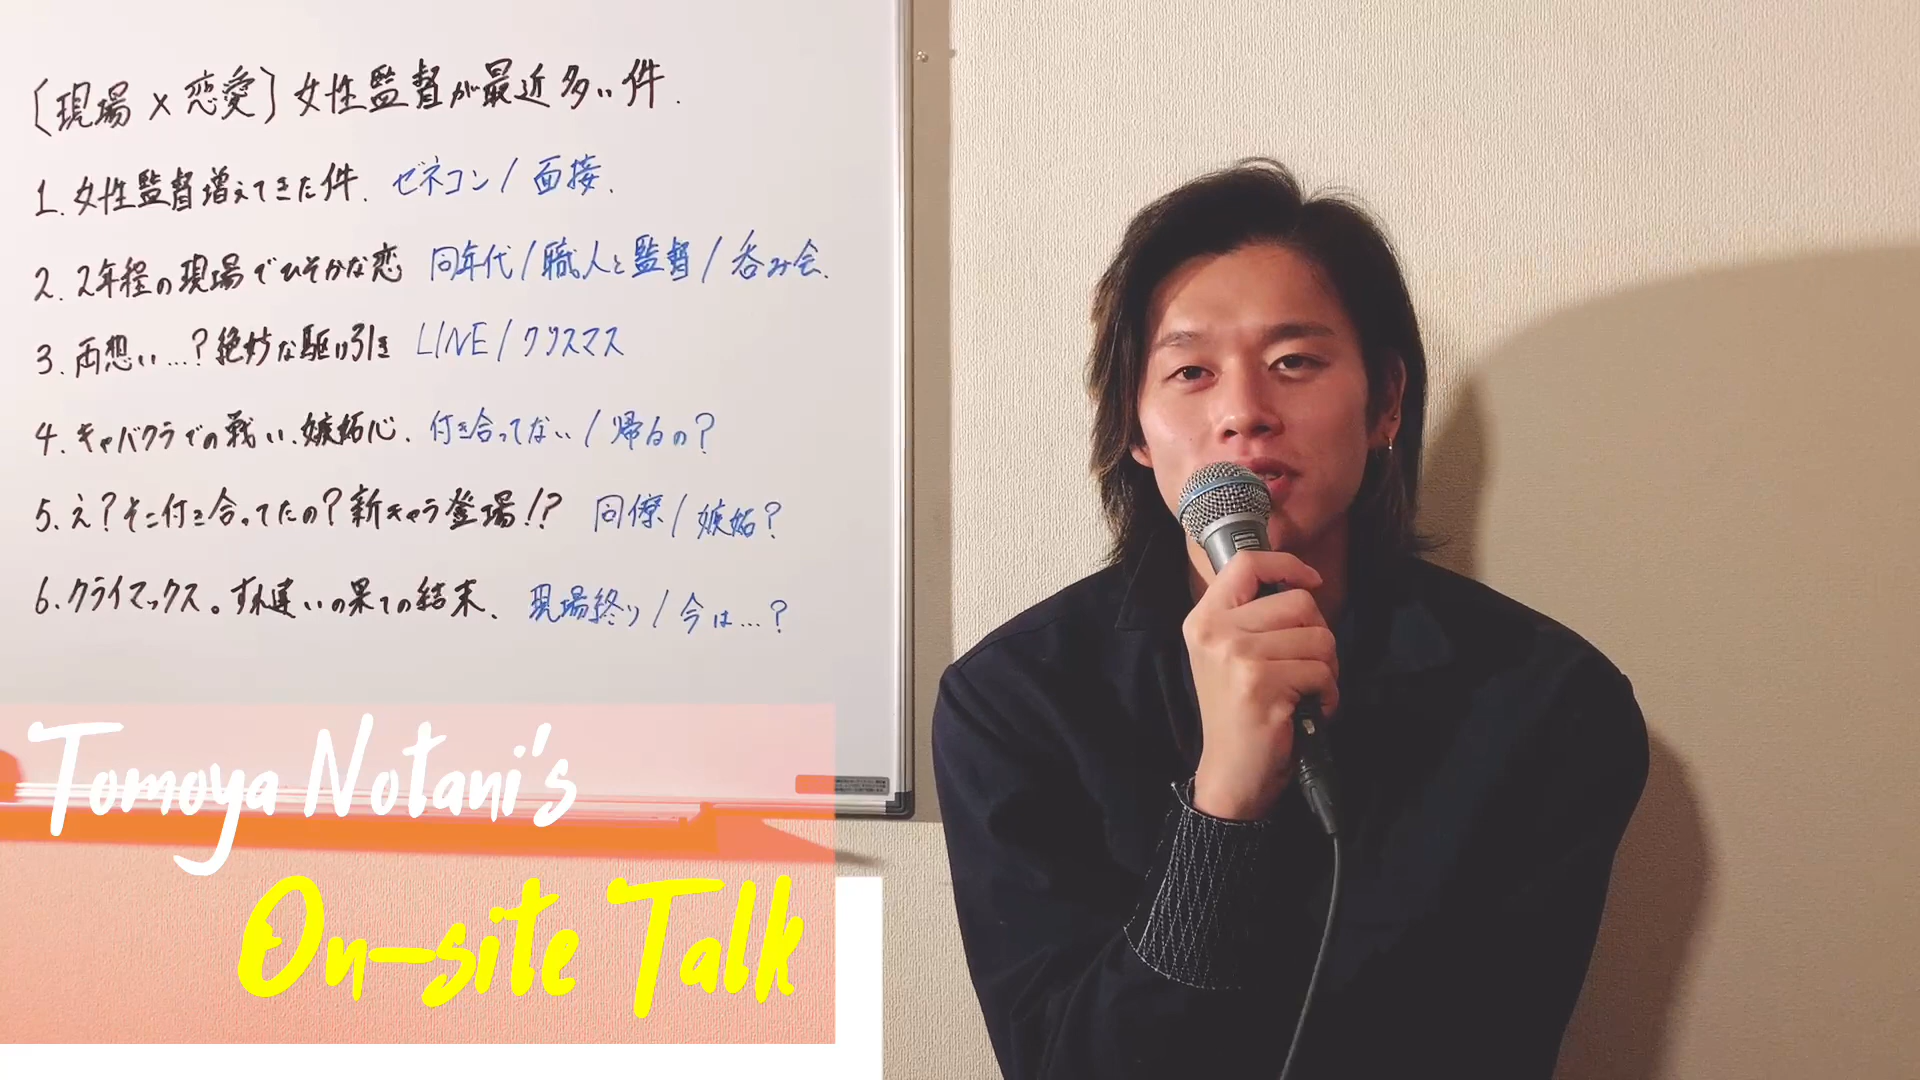 〔現場×恋愛〕女性監督が最近多い件.
1. 女性監督増えてきた件. ゼネコン/面接.
2. 2年程の現場でひそかな恋 同年代/職人と監督/呑み会.
3. 両想い…?絶妙な駆け引き LINE/クリスマス
4. キャバクラでの戦い.嫉妬心. 付き合ってない/帰るの?
5. え?そこ付き合ってたの?新キャラ登場!? 同僚/嫉妬?
6. クライマックス。すれ違いの果ての結末. 現場終り/今は…?
Tomoya Notani's
On-site Talk